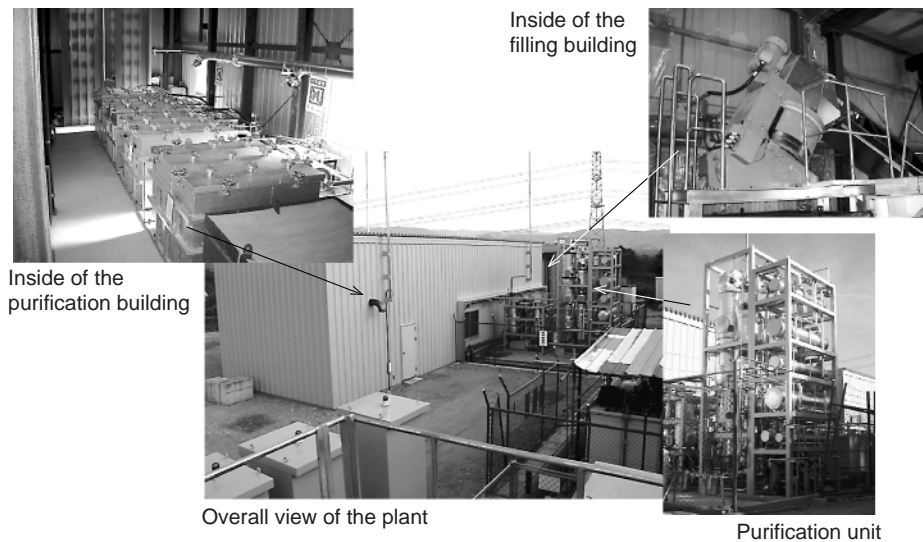 Inside of the
filling building
Inside of the
purification building
Overall view of the plant
Purification unit